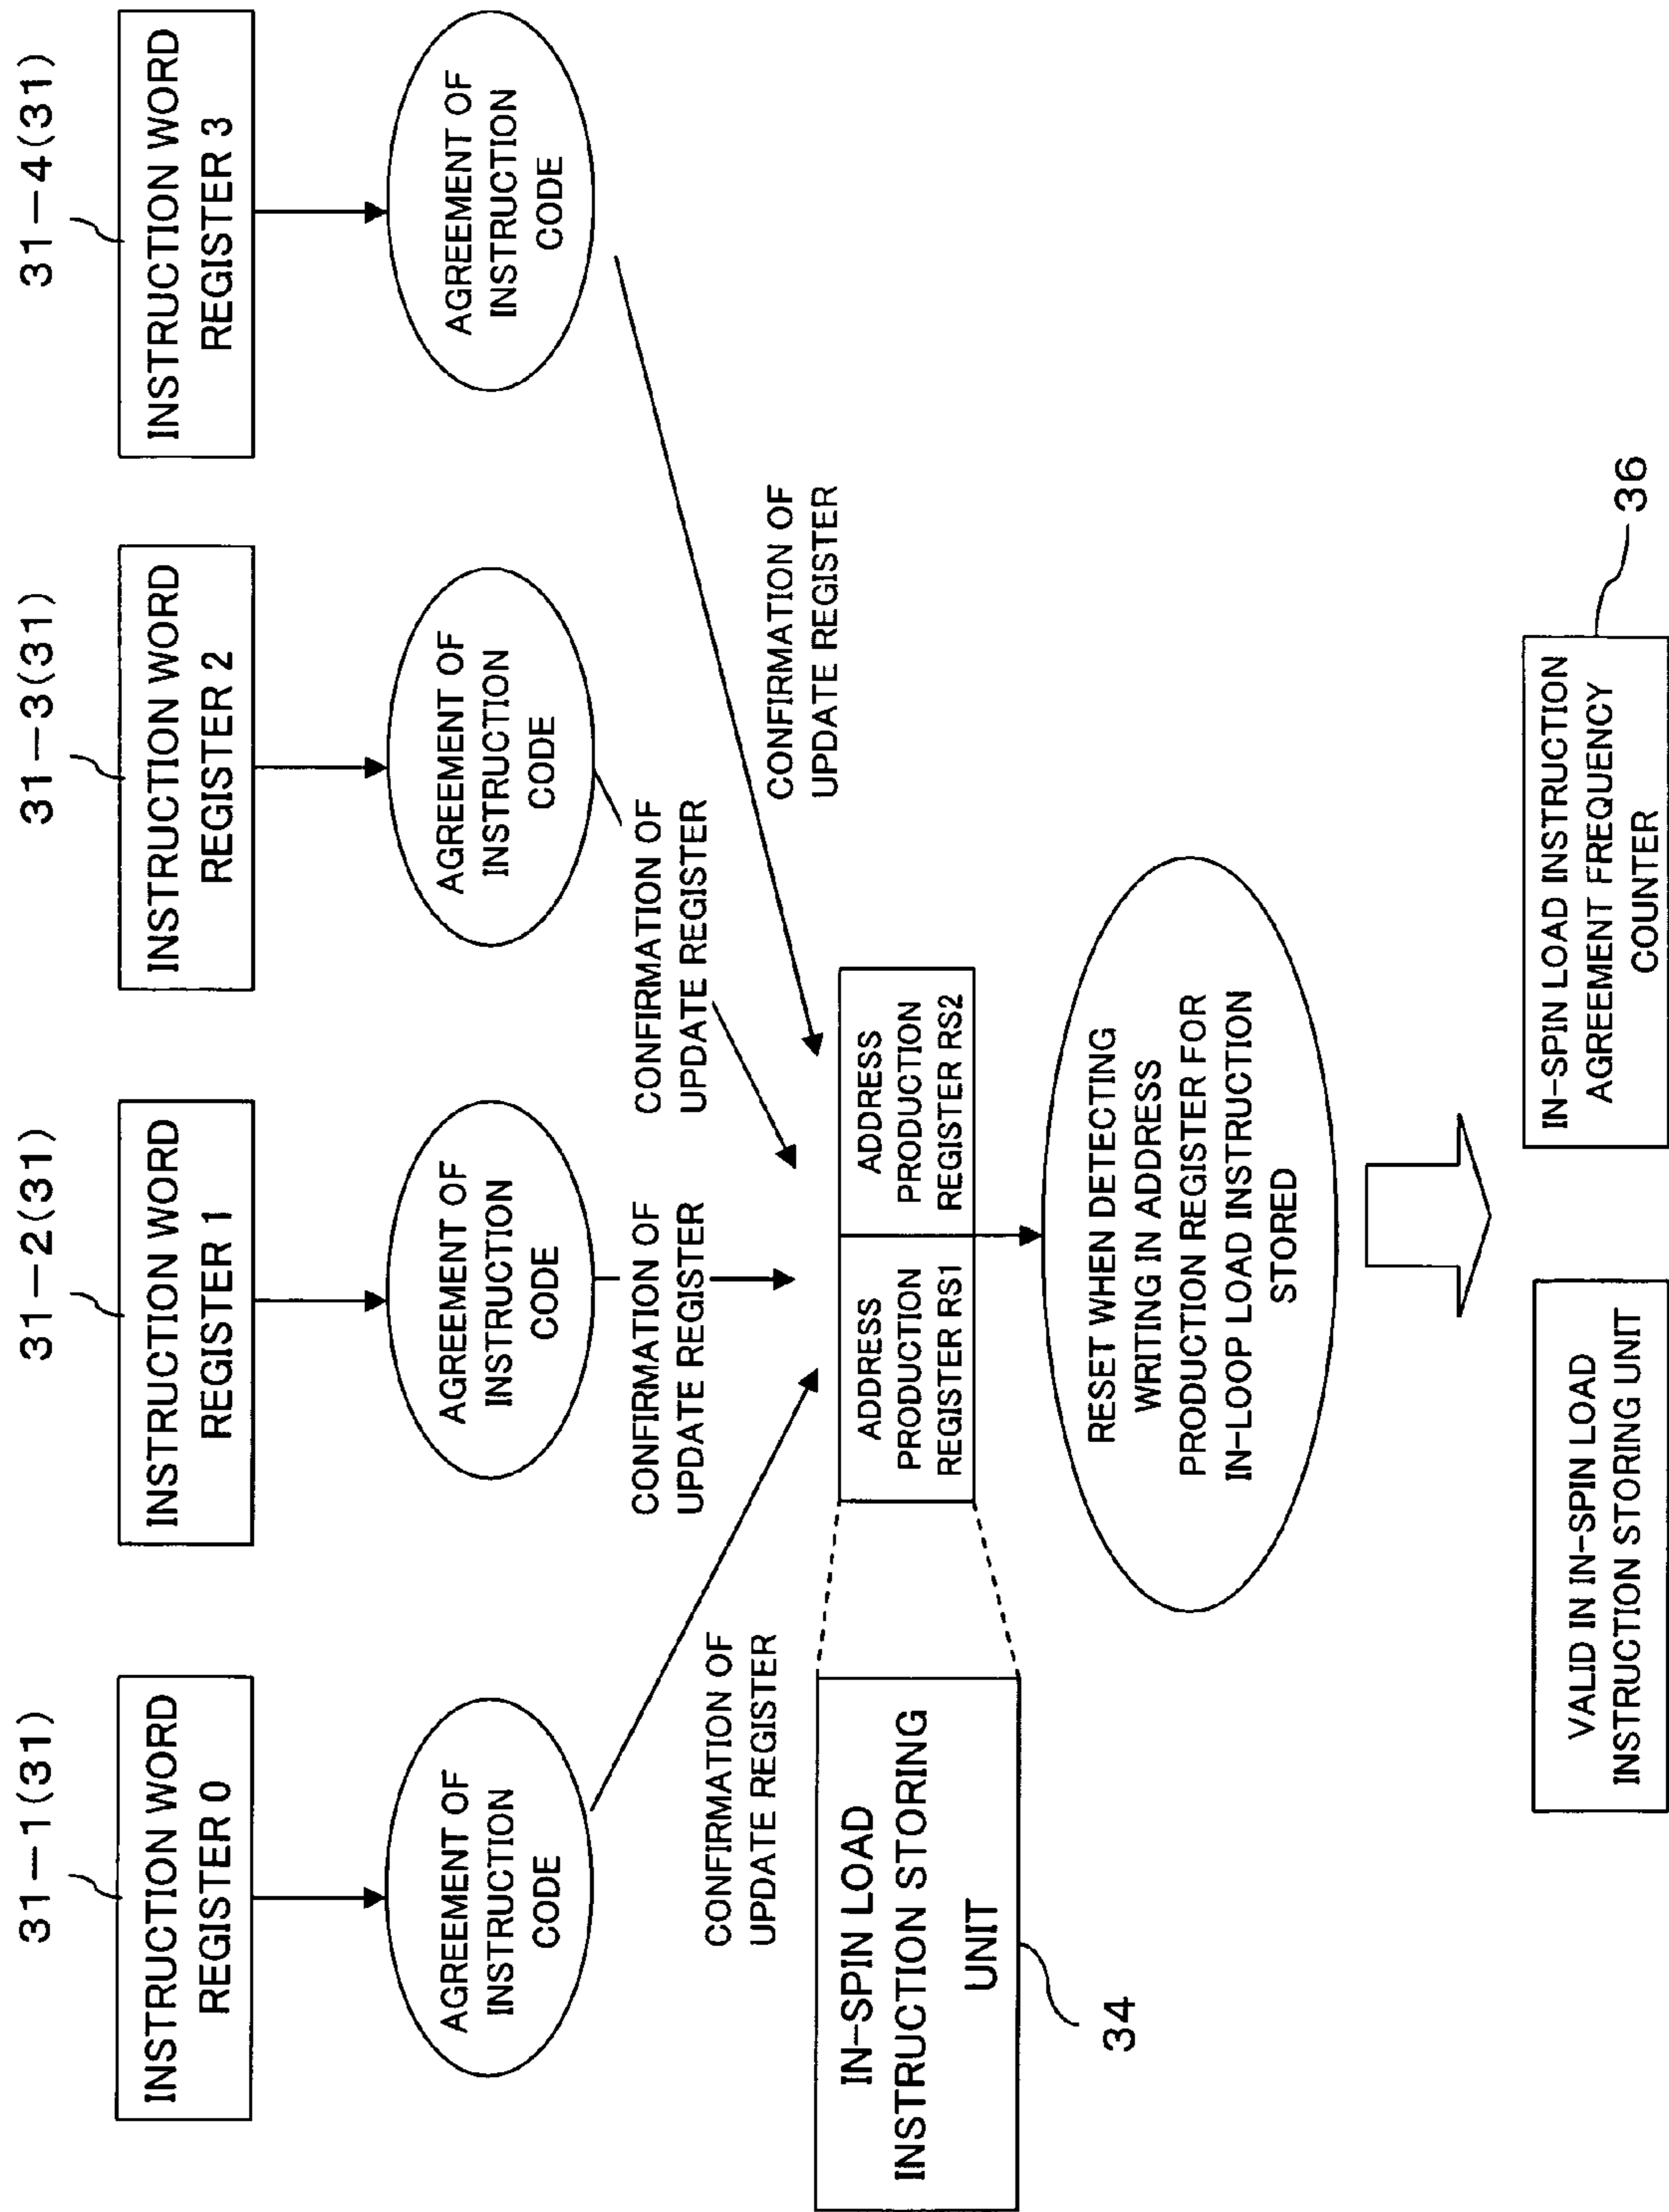 31-1(31)
INSTRUCTION WORD
REGISTER 0
AGREEMENT OF
INSTRUCTION
CODE
31-2(31)
INSTRUCTION WORD
REGISTER 1
AGREEMENT OF
INSTRUCTION
CODE
31-3(31)
INSTRUCTION WORD
REGISTER 2
AGREEMENT OF
INSTRUCTION
CODE
31-4(31)
INSTRUCTION WORD
REGISTER 3
AGREEMENT OF
INSTRUCTION
CODE
CONFIRMATION OF
UPDATE REGISTER
CONFIRMATION OF
UPDATE REGISTER
CONFIRMATION OF
UPDATE REGISTER
CONFIRMATION OF
UPDATE REGISTER
IN-SPIN LOAD
INSTRUCTION STORING
UNIT
34
ADDRESS
PRODUCTION
REGISTER RS1
ADDRESS
PRODUCTION
REGISTER RS2
RESET WHEN DETECTING
WRITING IN ADDRESS
PRODUCTION REGISTER FOR
IN-LOOP LOAD INSTRUCTION
STORED
VALID IN IN-SPIN LOAD
INSTRUCTION STORING UNIT
IN-SPIN LOAD INSTRUCTION
AGREEMENT FREQUENCY
COUNTER
36